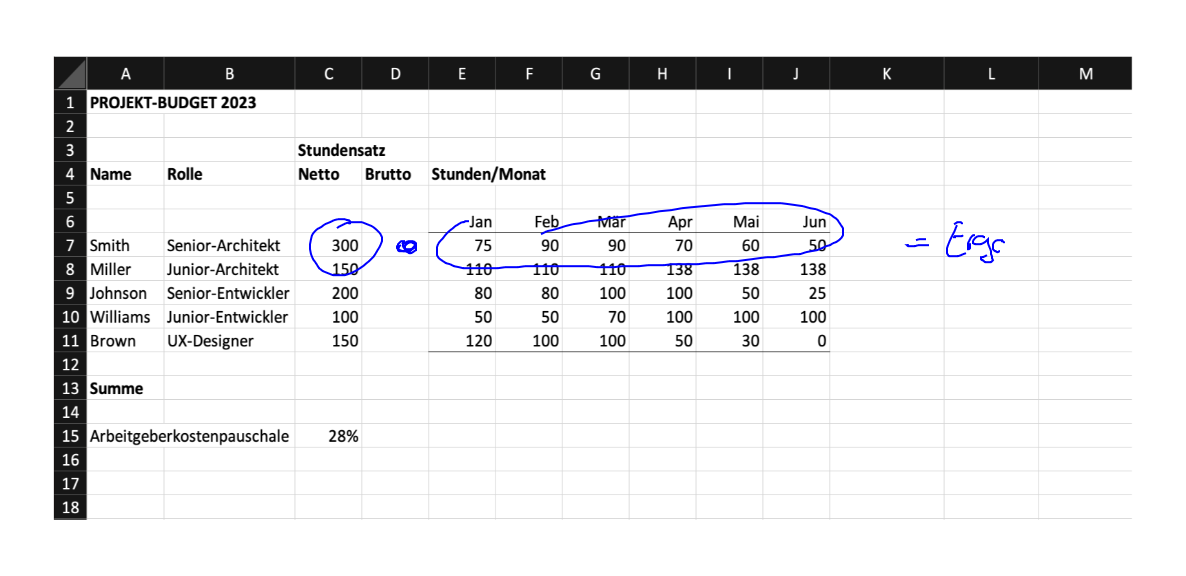 A B C D E F G H I J K L M
1 PROJEKT-BUDGET 2023
2
3 Stundensatz
4 Name Rolle Netto Brutto Stunden/Monat
5
6 Jan Feb Mär Apr Mai Jun
7 Smith Senior-Architekt 300 75 90 90 70 60 50 =
8 Miller Junior-Architekt 150 110 110 110 138 138 138
9 Johnson Senior-Entwickler 200 80 80 100 100 50 25
10 Williams Junior-Entwickler 100 50 50 70 100 100 100
11 Brown UX-Designer 150 120 100 100 50 30 0
12
13 Summe
14
15 Arbeitgeberkostenpauschale 28%
16
17
18